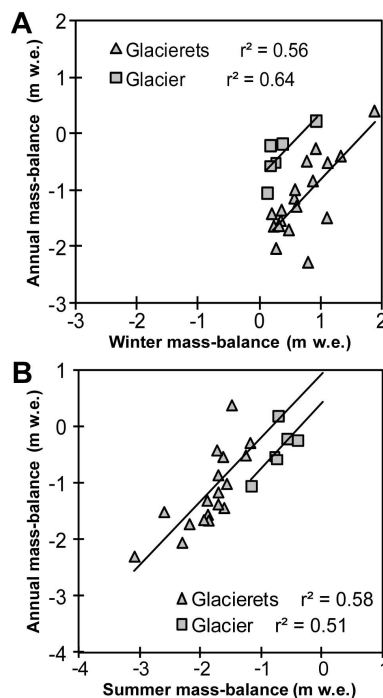 A
Annual mass-balance (m w.e.)
2
1
0
-1
-2
-3
Glacierets r² = 0.56
Glacier r² = 0.64
-3 -2 -1 0 1 2
Winter mass-balance (m w.e.)
B
Annual mass-balance (m w.e.)
1
0
-1
-2
-3
-4
Glacierets r² = 0.58
Glacier r² = 0.51
-4 -3 -2 -1 0 1
Summer mass-balance (m w.e.)